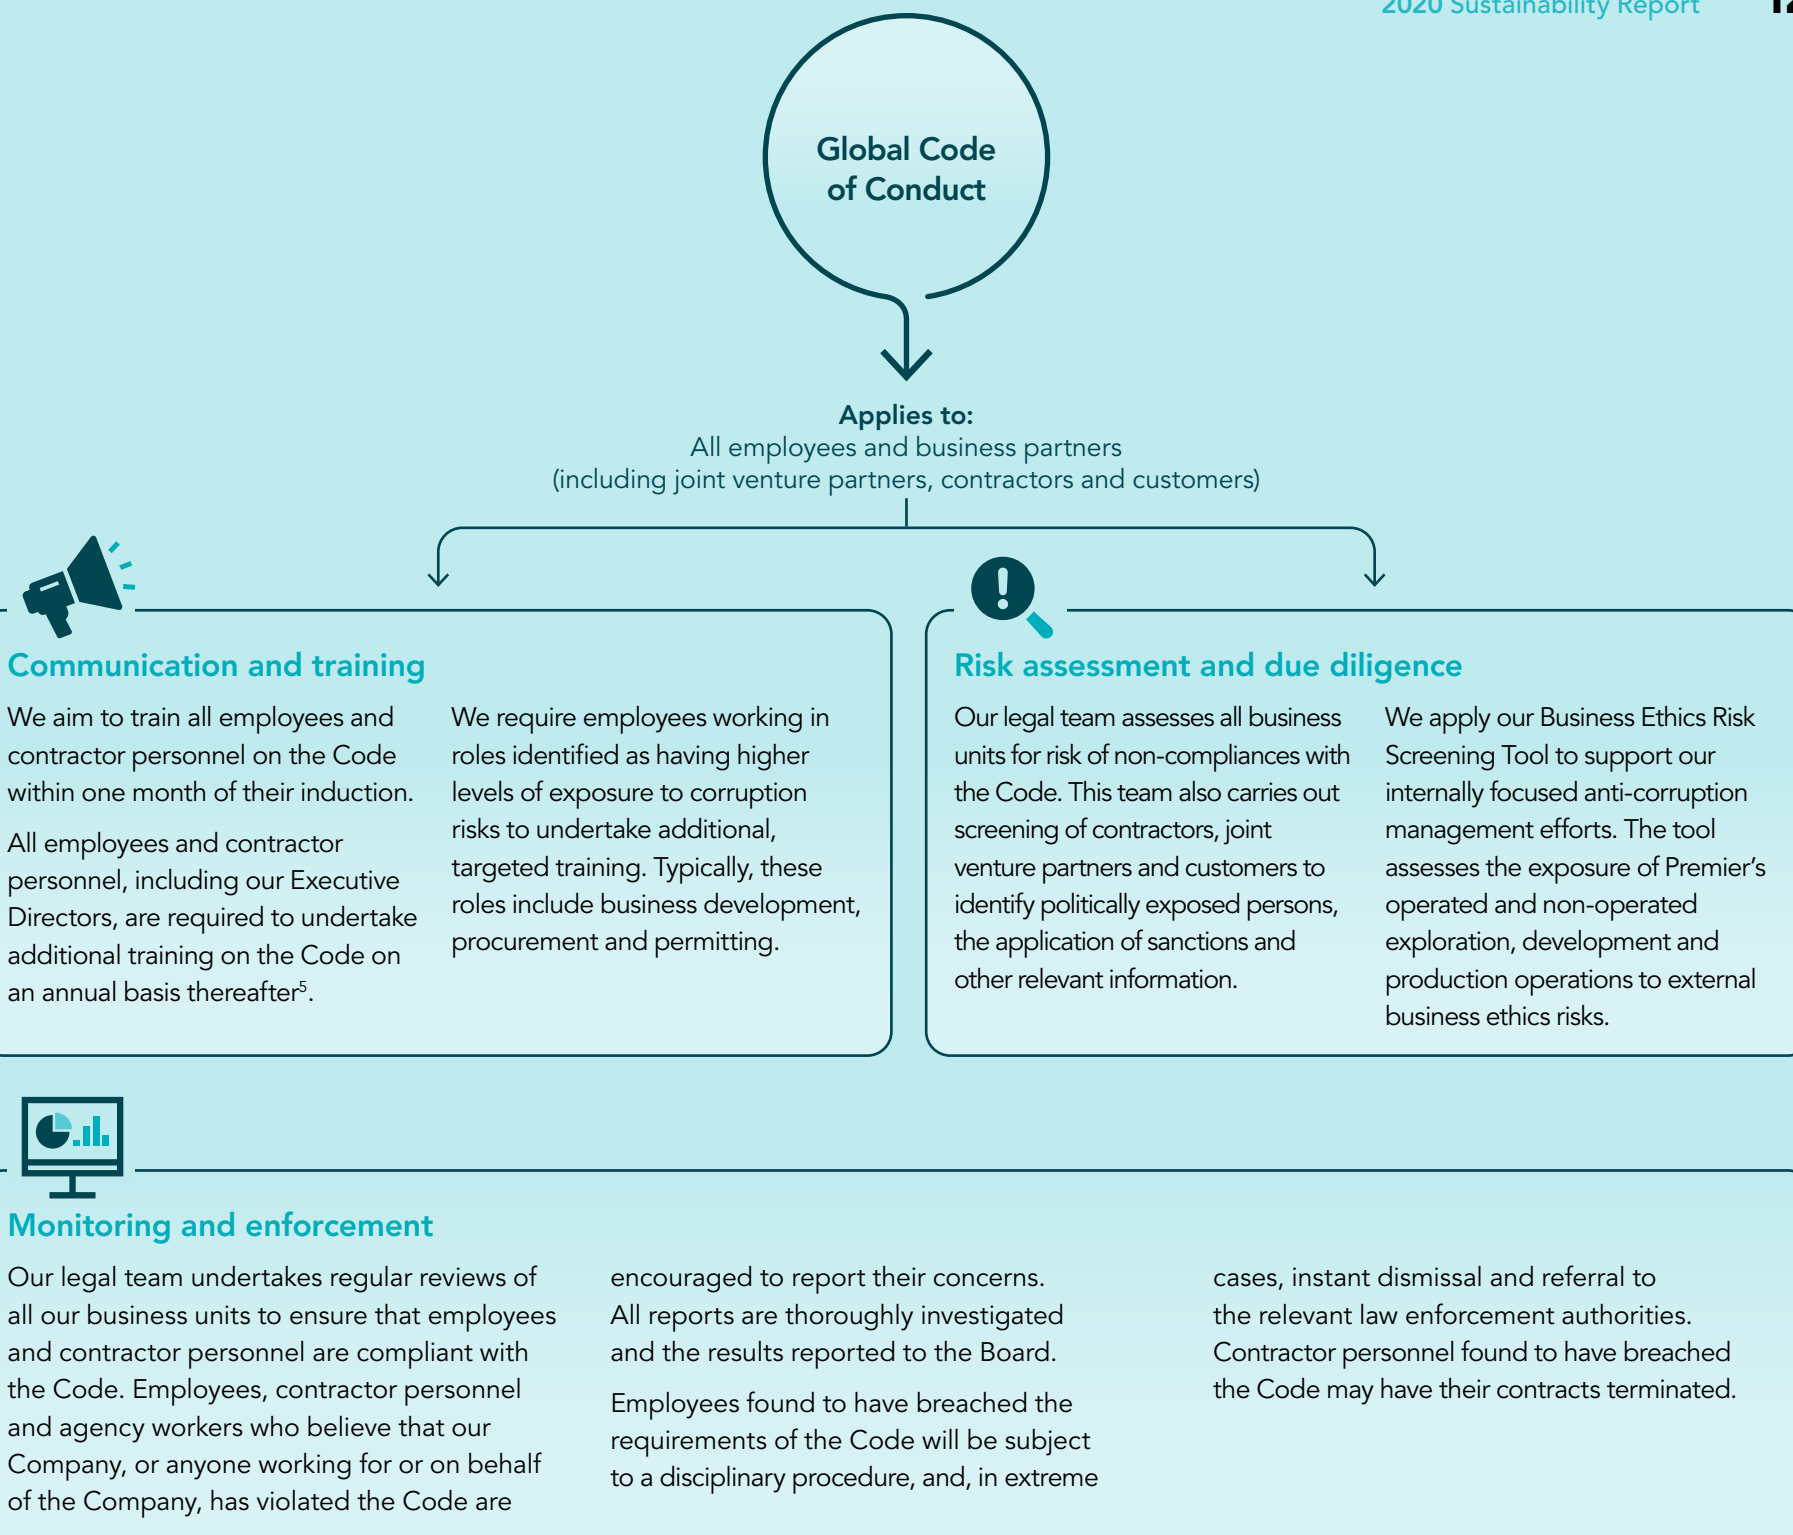 2020 Sustainability Report
Global Code
of Conduct
Applies to:
All employees and business partners
(including joint venture partners, contractors and customers)
Communication and training
We aim to train all employees and
contractor personnel on the Code
within one month of their induction.
All employees and contractor
personnel, including our Executive
Directors, are required to undertake
additional training on the Code on
an annual basis thereafter⁵.
We require employees working in
roles identified as having higher
levels of exposure to corruption
risks to undertake additional,
targeted training. Typically, these
roles include business development,
procurement and permitting.
Risk assessment and due diligence
Our legal team assesses all business
units for risk of non-compliances with
the Code. This team also carries out
screening of contractors, joint
venture partners and customers to
identify politically exposed persons,
the application of sanctions and
other relevant information.
We apply our Business Ethics Risk
Screening Tool to support our
internally focused anti-corruption
management efforts. The tool
assesses the exposure of Premier’s
operated and non-operated
exploration, development and
production operations to external
business ethics risks.
Monitoring and enforcement
Our legal team undertakes regular reviews of
all our business units to ensure that employees
and contractor personnel are compliant with
the Code. Employees, contractor personnel
and agency workers who believe that our
Company, or anyone working for or on behalf
of the Company, has violated the Code are
encouraged to report their concerns.
All reports are thoroughly investigated
and the results reported to the Board.
Employees found to have breached the
requirements of the Code will be subject
to a disciplinary procedure, and, in extreme
cases, instant dismissal and referral to
the relevant law enforcement authorities.
Contractor personnel found to have breached
the Code may have their contracts terminated.